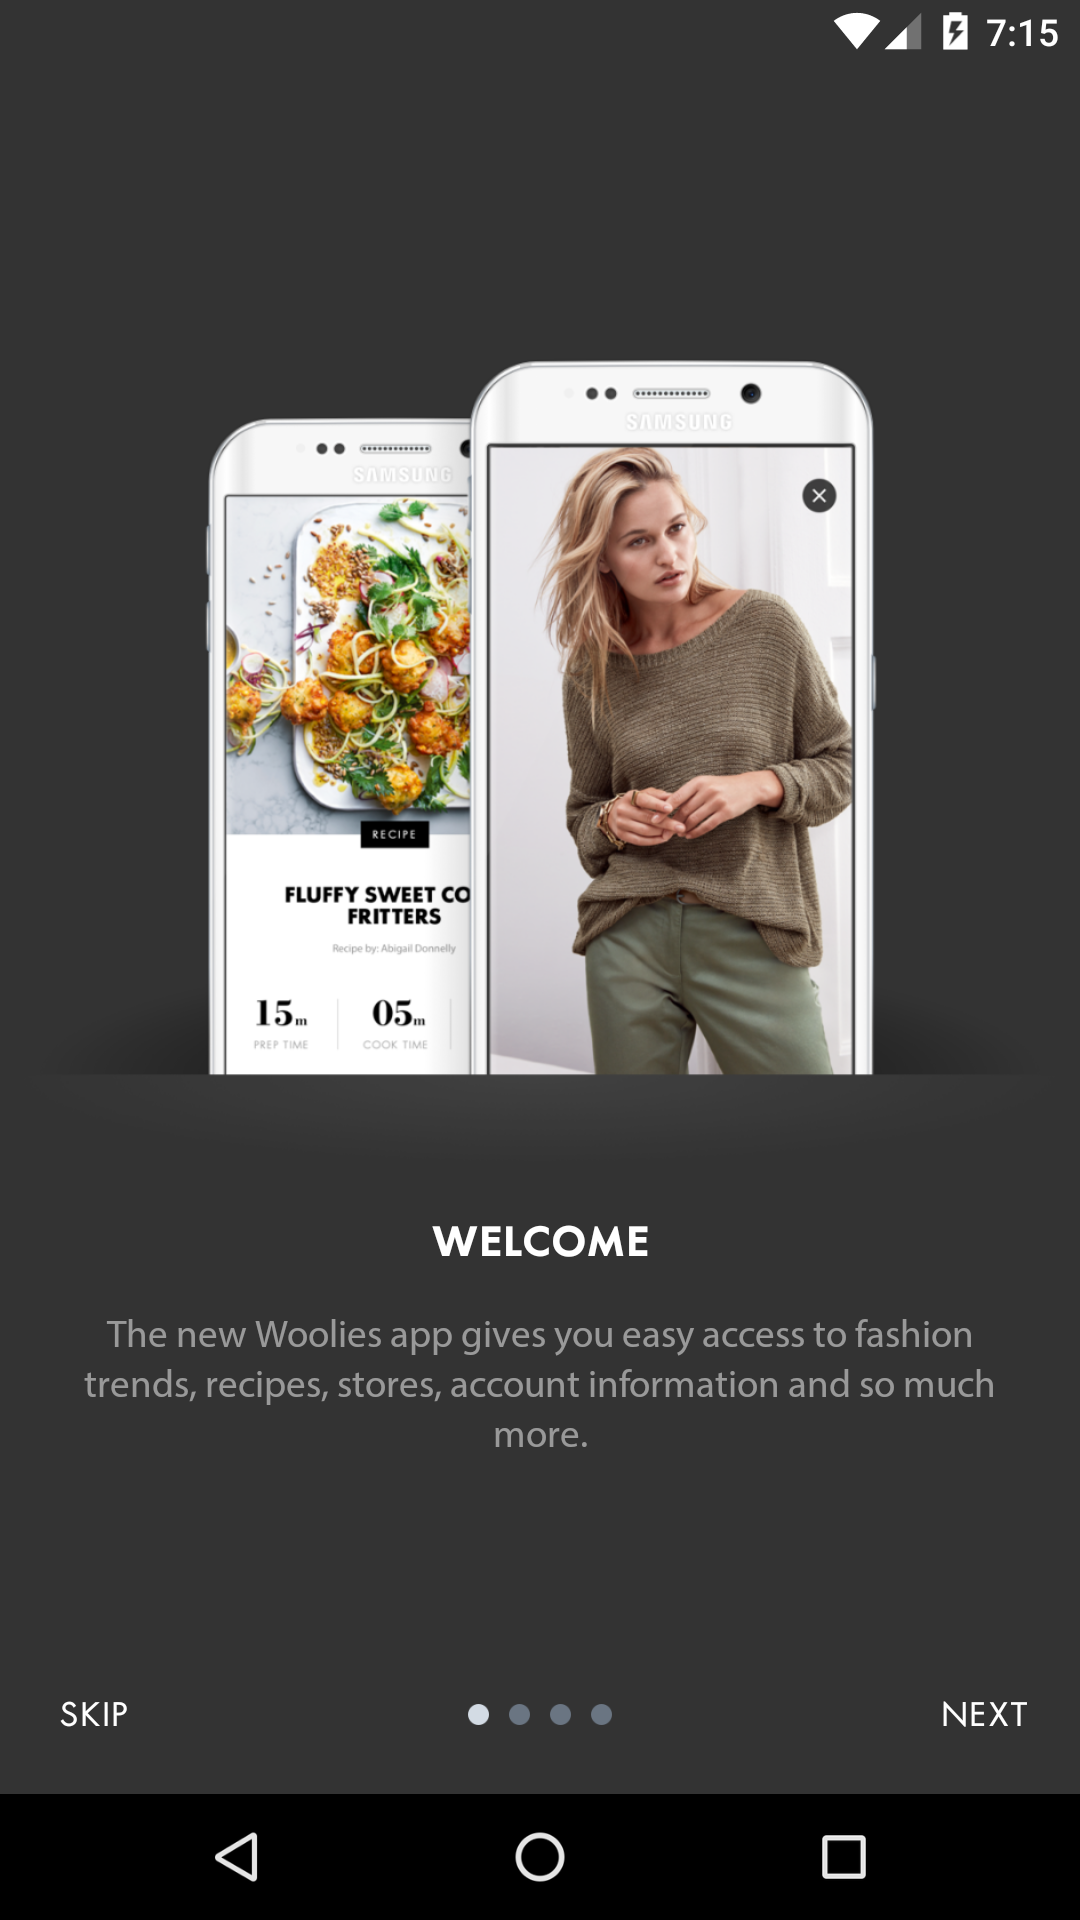 7:15
SAMSUNG
SAMSUNG
RECIPE
FLUFFY SWEET CO
FRITTERS
Recipe by: Abigail Donnelly
15m
05m
PREP TIME
COOK TIME
WELCOME
The new Woolies app gives you easy access to fashion
trends, recipes, stores, account information and so much
more.
SKIP
NEXT